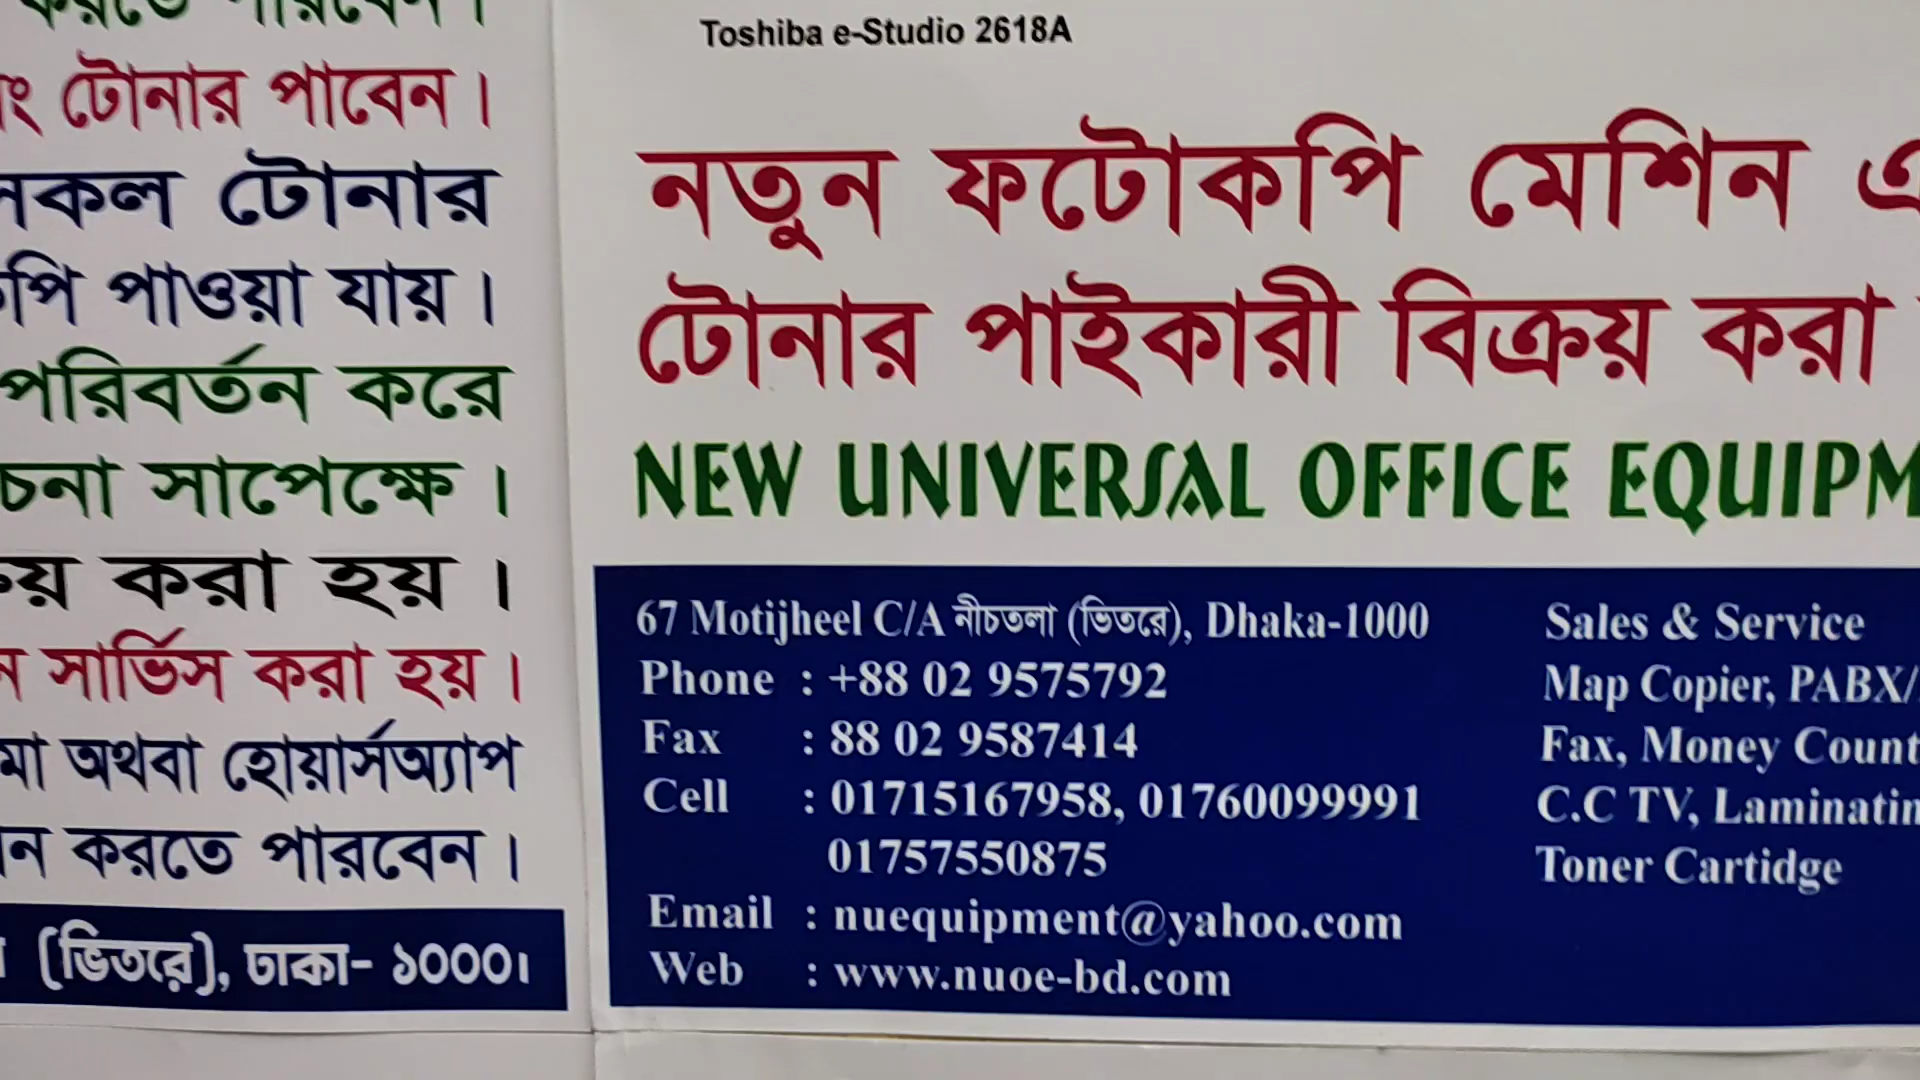 করতে পারবেন।
টোনার পাবেন।
সকল টোনার
পাওয়া যায়।
পরিবর্তন করে
সাপেক্ষে।
করা হয়।
সার্ভিস করা হয়।
অথবা হোয়ার্সঅ্যাপ
করতে পারবেন।
(ভিতরে), ঢাকা- ১০০০।
Toshiba e-Studio 2618A
নতুন ফটোকপি মেশিন এ
টোনার পাইকারী বিক্রয় করা
NEW UNIVERSAL OFFICE EQUIPM
67 Motijheel C/A নীচতলা (ভিতরে), Dhaka-1000
Phone : +88 02 9575792
Fax : 88 02 9587414
Cell : 01715167958, 01760099991
01757550875
Email : nuequipment@yahoo.com
Web : www.nuoe-bd.com
Sales & Service
Map Copier, PABX/
Fax, Money Count
C.C TV, Laminatin
Toner Cartidge